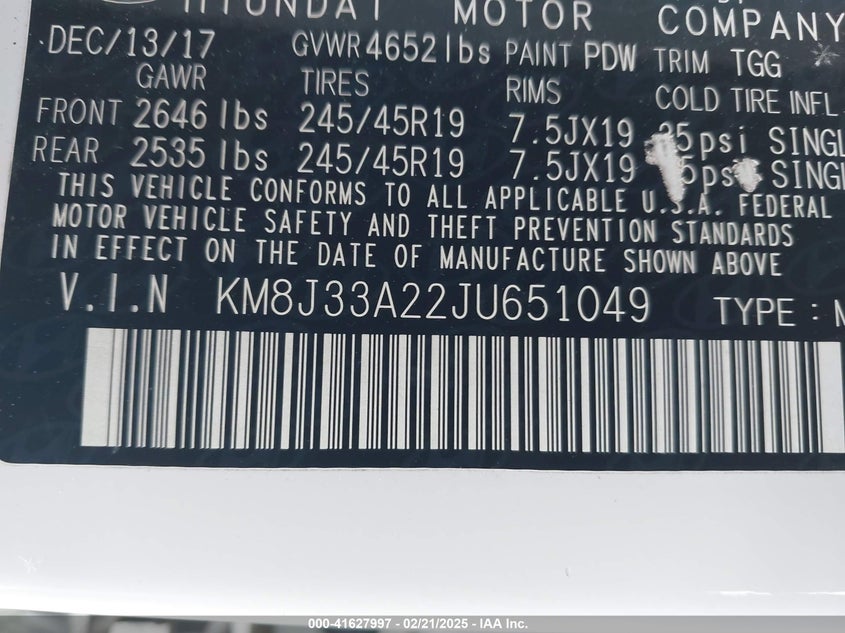 HYUNDAI MOTOR COMPANY
DEC/13/17 GVWR 4652 lbs PAINT PDW TRIM TGG
GAWR TIRES RIMS COLD TIRE INFL
FRONT 2646 lbs 245/45R19 7.5JX19 psi SINGL
REAR 2535 lbs 245/45R19 7.5JX19 SINGL
THIS VEHICLE CONFORMS TO ALL APPLICABLE U.S.A. FEDERAL
MOTOR VEHICLE SAFETY AND THEFT PREVENTION STANDARDS
IN EFFECT ON THE DATE OF MANUFACTURE SHOWN ABOVE
V.I.N KM8J33A22JU651049 TYPE :
000-41627997 — 02/21/2025 — IAA Inc.